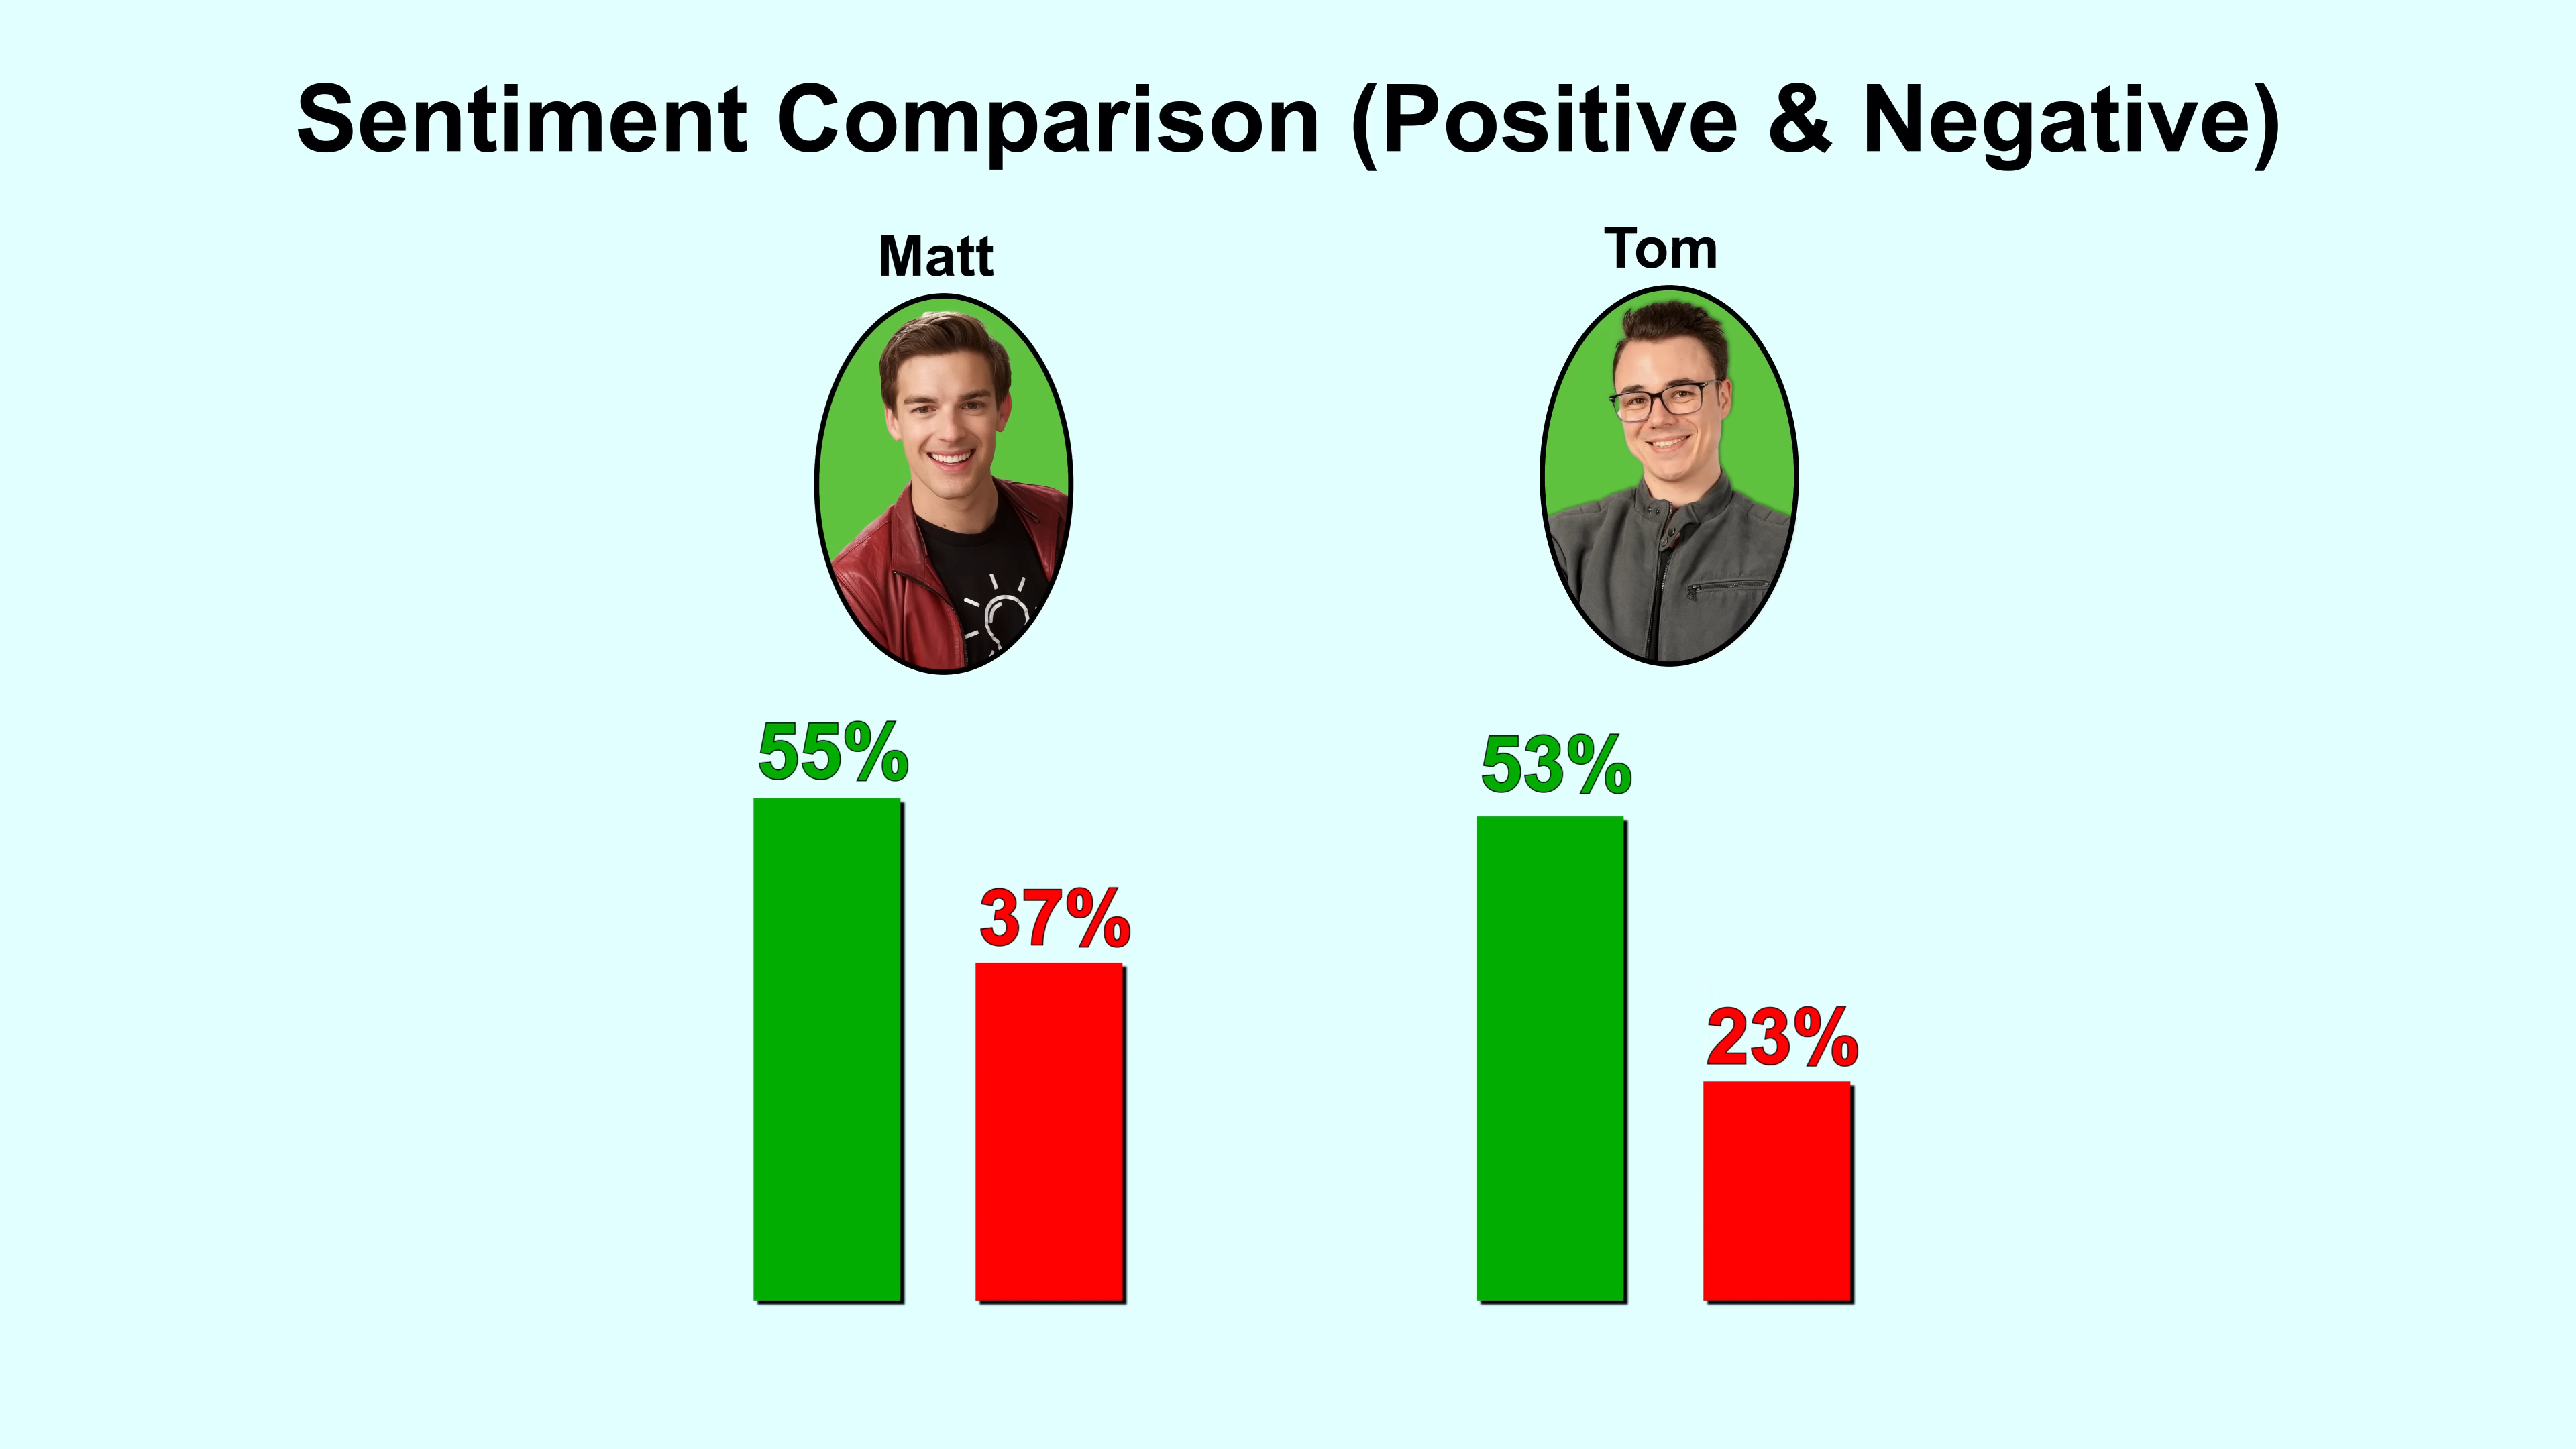 Sentiment Comparison (Positive & Negative)
Matt
Tom
55%
37%
53%
23%